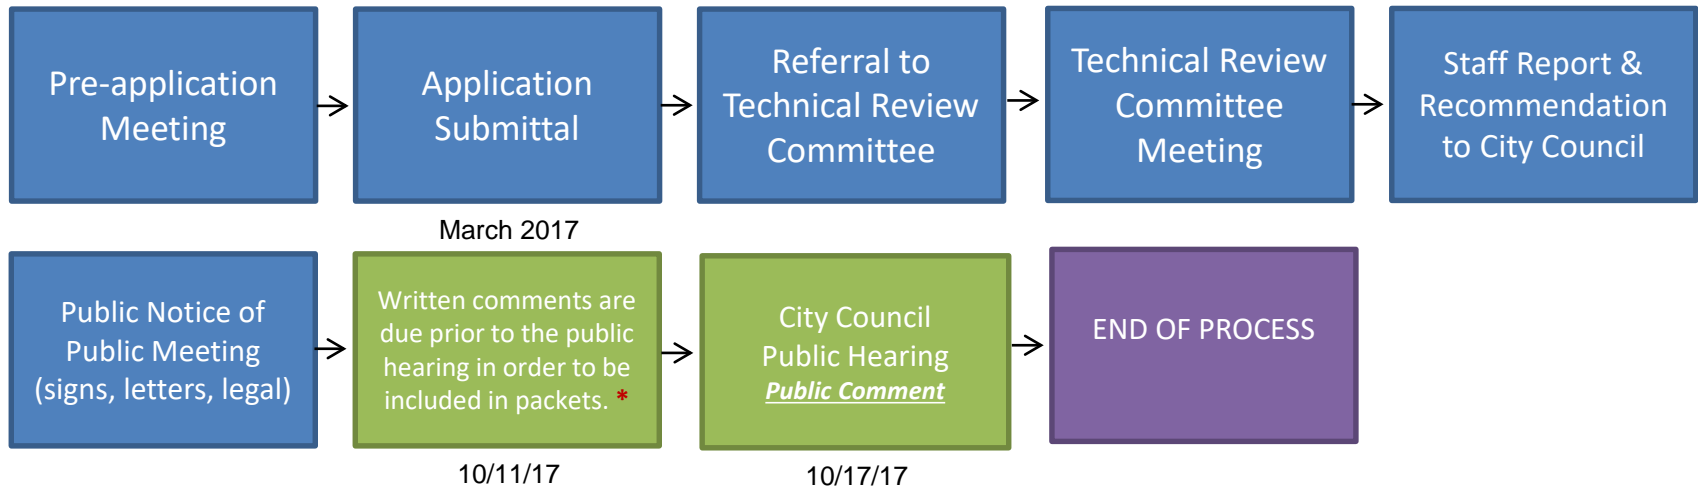 Pre-application
Meeting
Application
Submittal
Referral to
Technical Review
Committee
Technical Review
Committee
Meeting
Staff Report &
Recommendation
to City Council
March 2017
Public Notice of
Public Meeting
(signs, letters, legal)
Written comments are
due prior to the public
hearing in order to be
included in packets. *
City Council
Public Hearing
Public Comment
END OF PROCESS
10/11/17
10/17/17